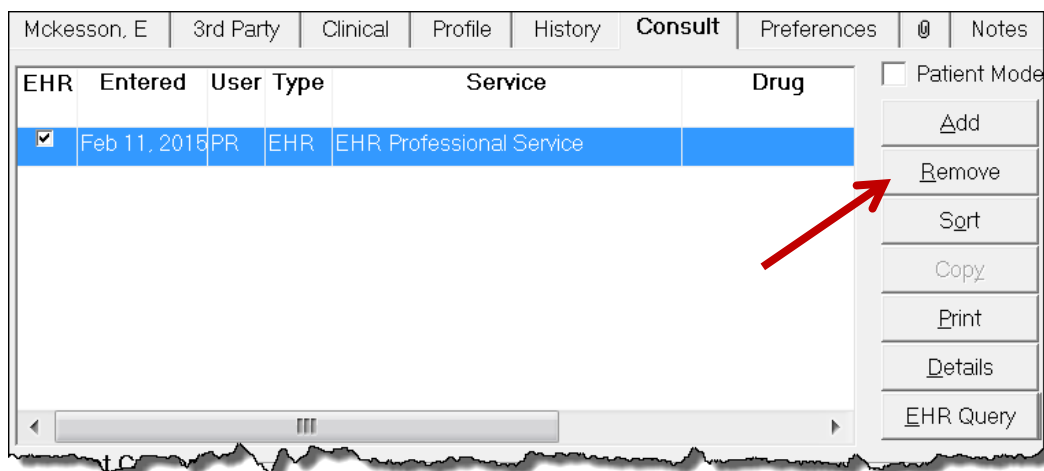 Mckesson, E 3rd Party Clinical Profile History Consult Preferences Notes
EHR Entered User Type Service Drug
Patient Mode
Feb 11, 2015 PR EHR EHR Professional Service
Add
Remove
Sort
Copy
Print
Details
EHR Query